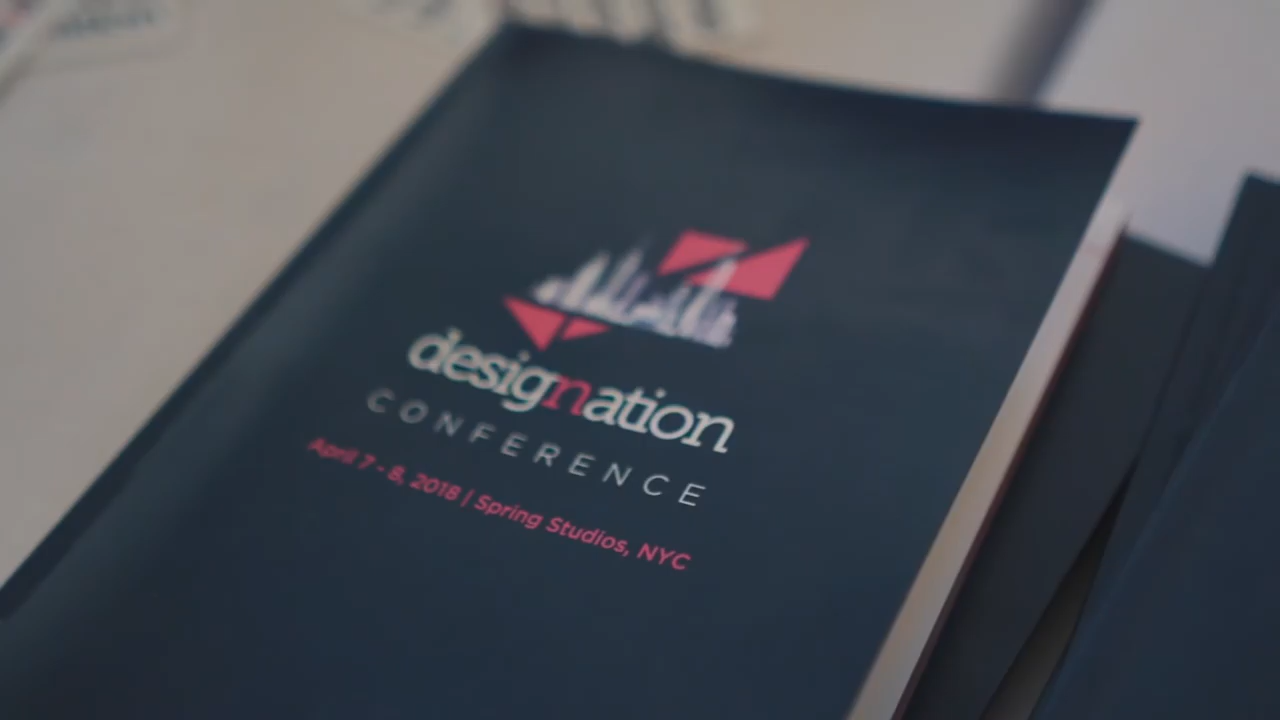 designation
CONFERENCE
April 7 - 8, 2018 | Spring Studios, NYC